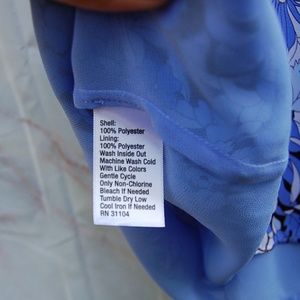 Shell:
100% Polyester
Lining:
100% Polyester
Wash Inside Out
Machine Wash Cold
With Like Colors
Gentle Cycle
Only Non-Chlorine
Bleach If Needed
Tumble Dry Low
Cool Iron If Needed
RN 31104